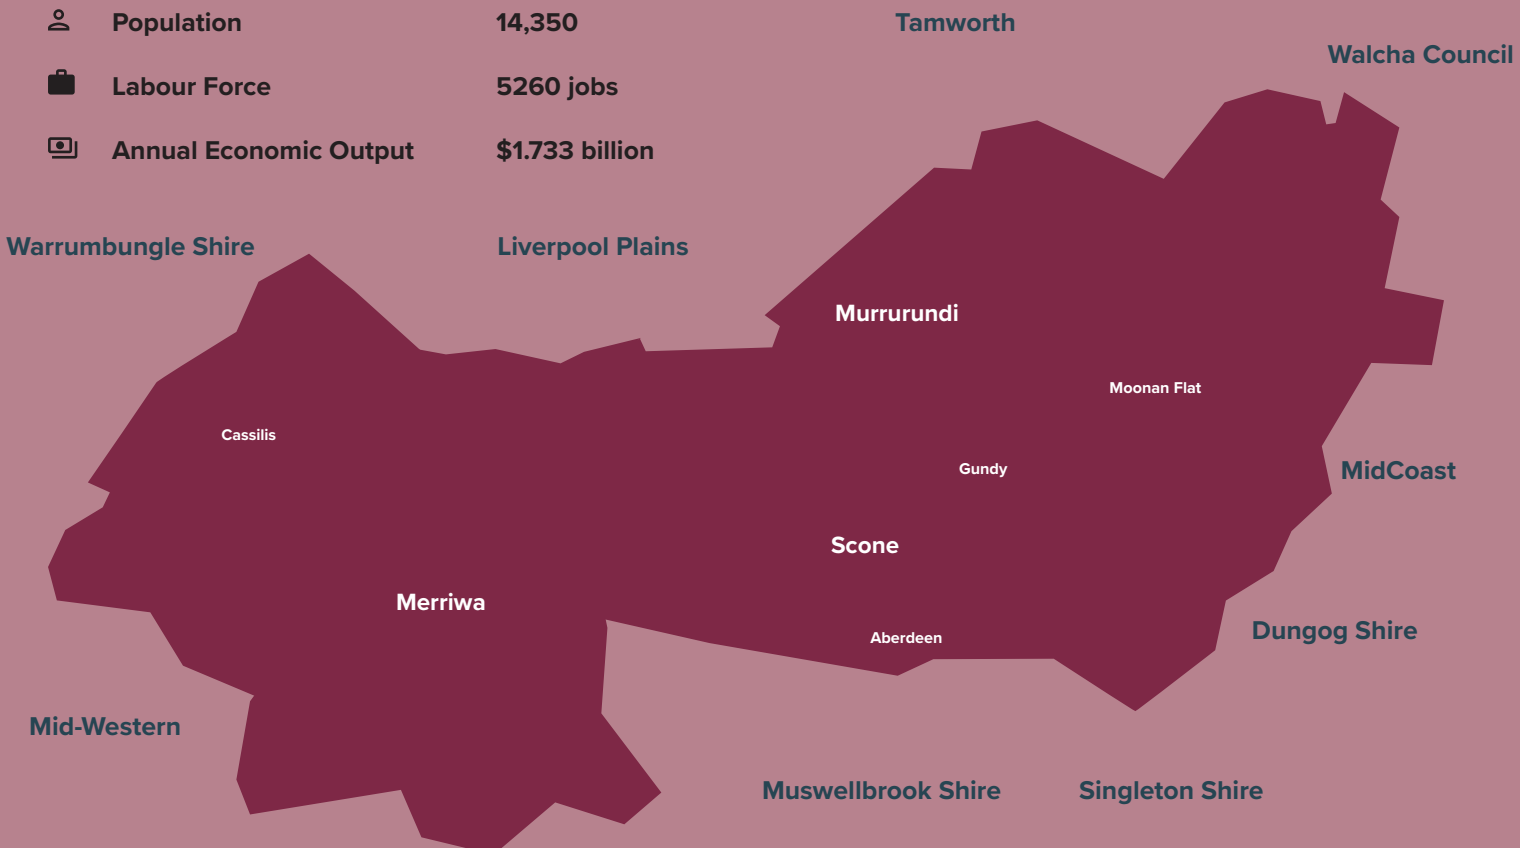 Population 14,350
Tamworth
Walcha Council
Labour Force 5260 jobs
Annual Economic Output $1.733 billion
Warrumbungle Shire
Liverpool Plains
Murrurundi
Moonan Flat
Cassilis
Gundy
MidCoast
Scone
Merriwa
Aberdeen
Dungog Shire
Mid-Western
Muswellbrook Shire
Singleton Shire